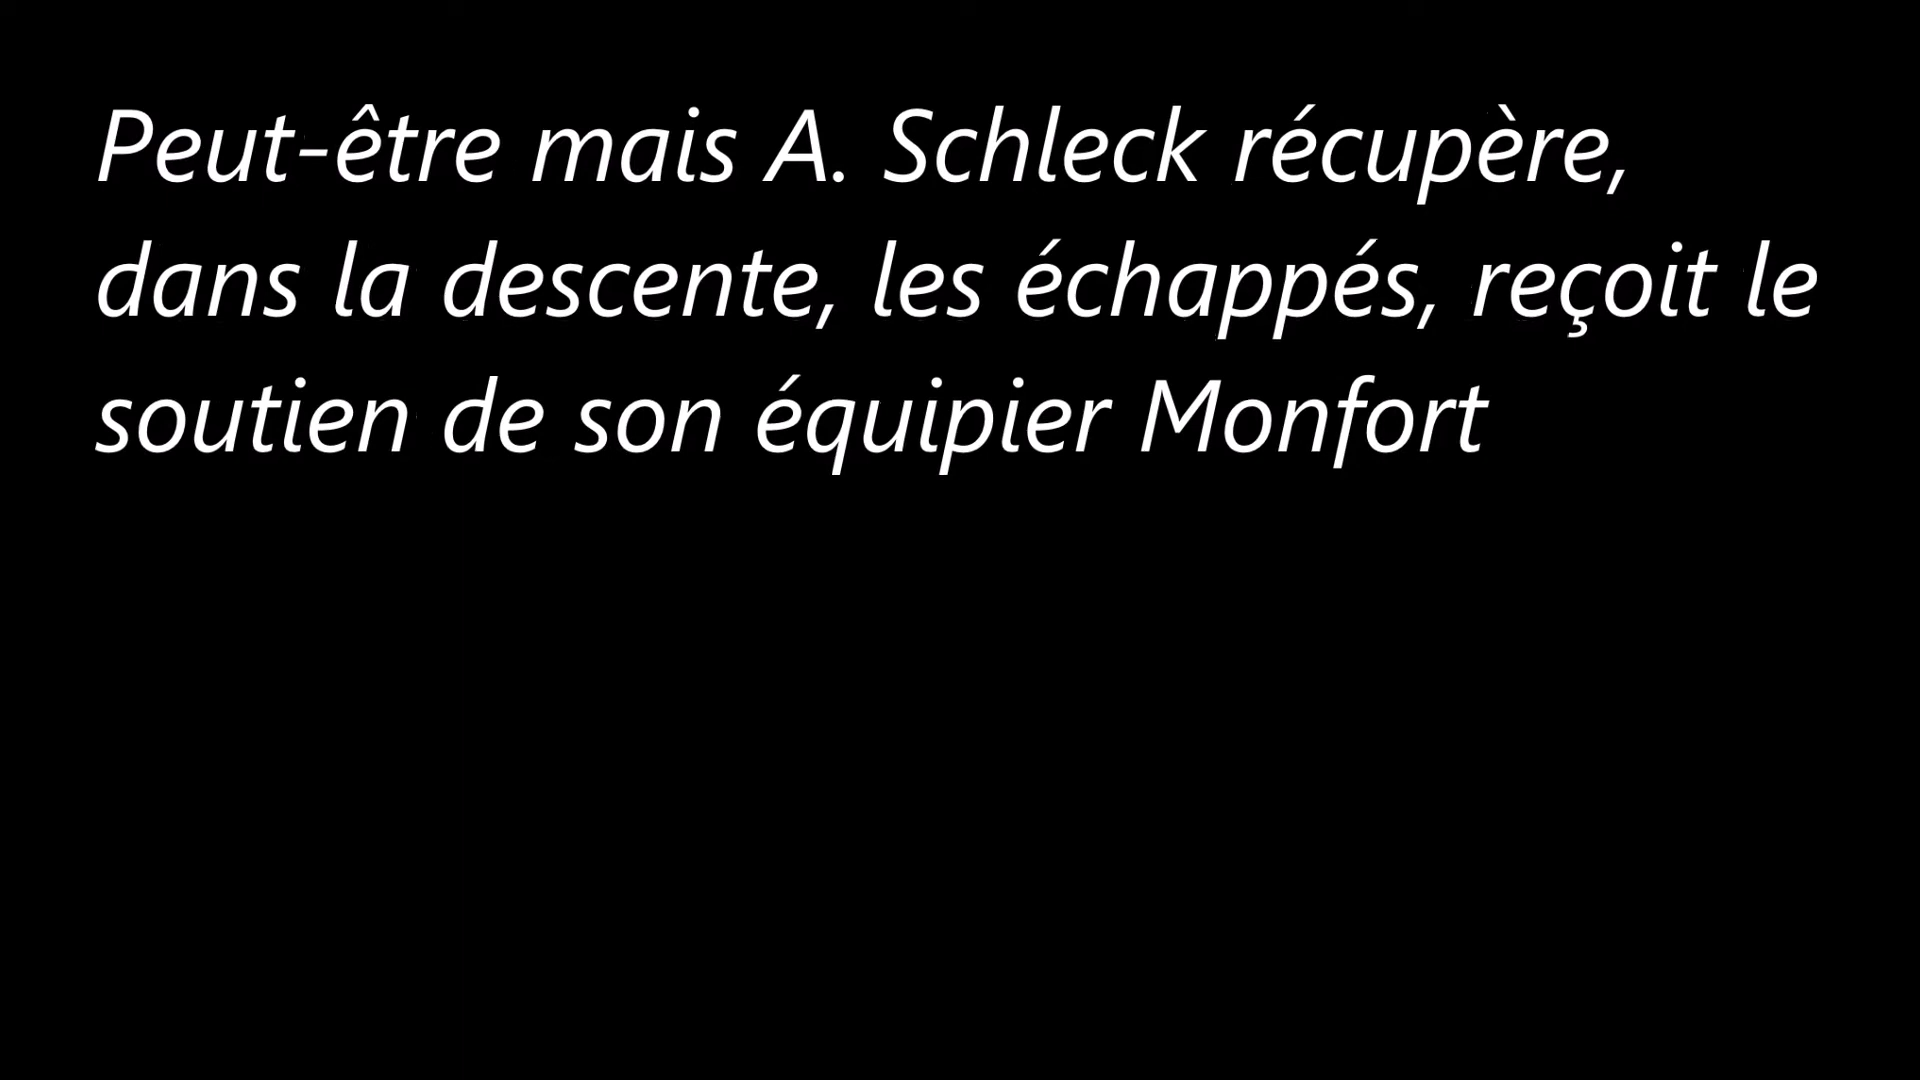 Peut-être mais A. Schleck récupère,
dans la descente, les échappés, reçoit le
soutien de son équipier Monfort